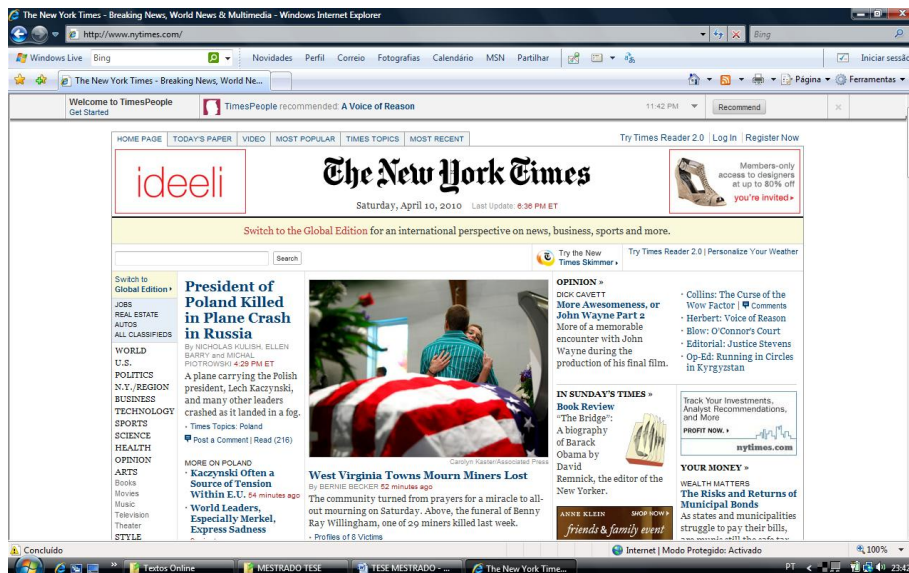 The New York Times - Breaking News, World News & Multimedia - Windows Internet Explorer
http://www.nytimes.com/
Bing
Windows Live
Bing
Novidades Perfil Correio Fotografias Calendário MSN Partilhar
Iniciar sessão
The New York Times - Breaking News, World Ne...
Página Ferramentas
Welcome to TimesPeople
Get Started
TimesPeople recommended: A Voice of Reason
11:42 PM
Recommend
HOME PAGE TODAY'S PAPER VIDEO MOST POPULAR TIMES TOPICS MOST RECENT
Try Times Reader 2.0 Log In Register Now
ideeli
The New York Times
Saturday, April 10, 2010 Last Update: 6:36 PM ET
Members-only
access to designers
at up to 80% off
you're invited
Switch to the Global Edition for an international perspective on news, business, sports and more.
Search
Try the New
Times Skimmer
Try Times Reader 2.0 | Personalize Your Weather
Switch to
Global Edition
JOBS
REAL ESTATE
AUTOS
ALL CLASSIFIEDS
WORLD
U.S.
POLITICS
N.Y./REGION
BUSINESS
TECHNOLOGY
SPORTS
SCIENCE
HEALTH
OPINION
ARTS
Books
Movies
Music
Television
Theater
STYLE
President of
Poland Killed
in Plane Crash
in Russia
By NICHOLAS KULISH, ELLEN
BARRY and MICHAL
PIOTROWSKI 4:29 PM ET
A plane carrying the Polish
president, Lech Kaczynski,
and many other leaders
crashed as it landed in a fog.
· Times Topics: Poland
Post a Comment | Read (216)
MORE ON POLAND
· Kaczynski Often a
Source of Tension
Within E.U. 54 minutes ago
· World Leaders,
Especially Merkel,
Express Sadness
Carolyn Kaster/Associated Press
West Virginia Towns Mourn Miners Lost
By BERNIE BECKER 52 minutes ago
The community turned from prayers for a miracle to all-
out mourning on Saturday. Above, the funeral of Benny
Ray Willingham, one of 29 miners killed last week.
· Profiles of 8 Victims
OPINION »
DICK CAVETT
More Awesomeness, or
John Wayne Part 2
More of a memorable
encounter with John
Wayne during the
production of his final film.
· Collins: The Curse of the
Wow Factor | Comments
· Herbert: Voice of Reason
· Blow: O'Connor's Court
· Editorial: Justice Stevens
· Op-Ed: Running in Circles
in Kyrgyzstan
IN SUNDAY'S TIMES »
Book Review
"The Bridge":
A biography
of Barack
Obama by
David
Remnick, the editor of the
New Yorker.
ANNE KLEIN SHOP NOW
friends & family event
Track Your Investments,
Analyst Recommendations,
and More
PROFIT NOW.
nytimes.com
YOUR MONEY »
WEALTH MATTERS
The Risks and Returns of
Municipal Bonds
As states and municipalities
struggle to pay their bills,
Concluído
Internet | Modo Protegido: Activado
100%
Textos Online
MESTRADO TESE
TESE MESTRADO - ...
The New York Time...
PT
23:42